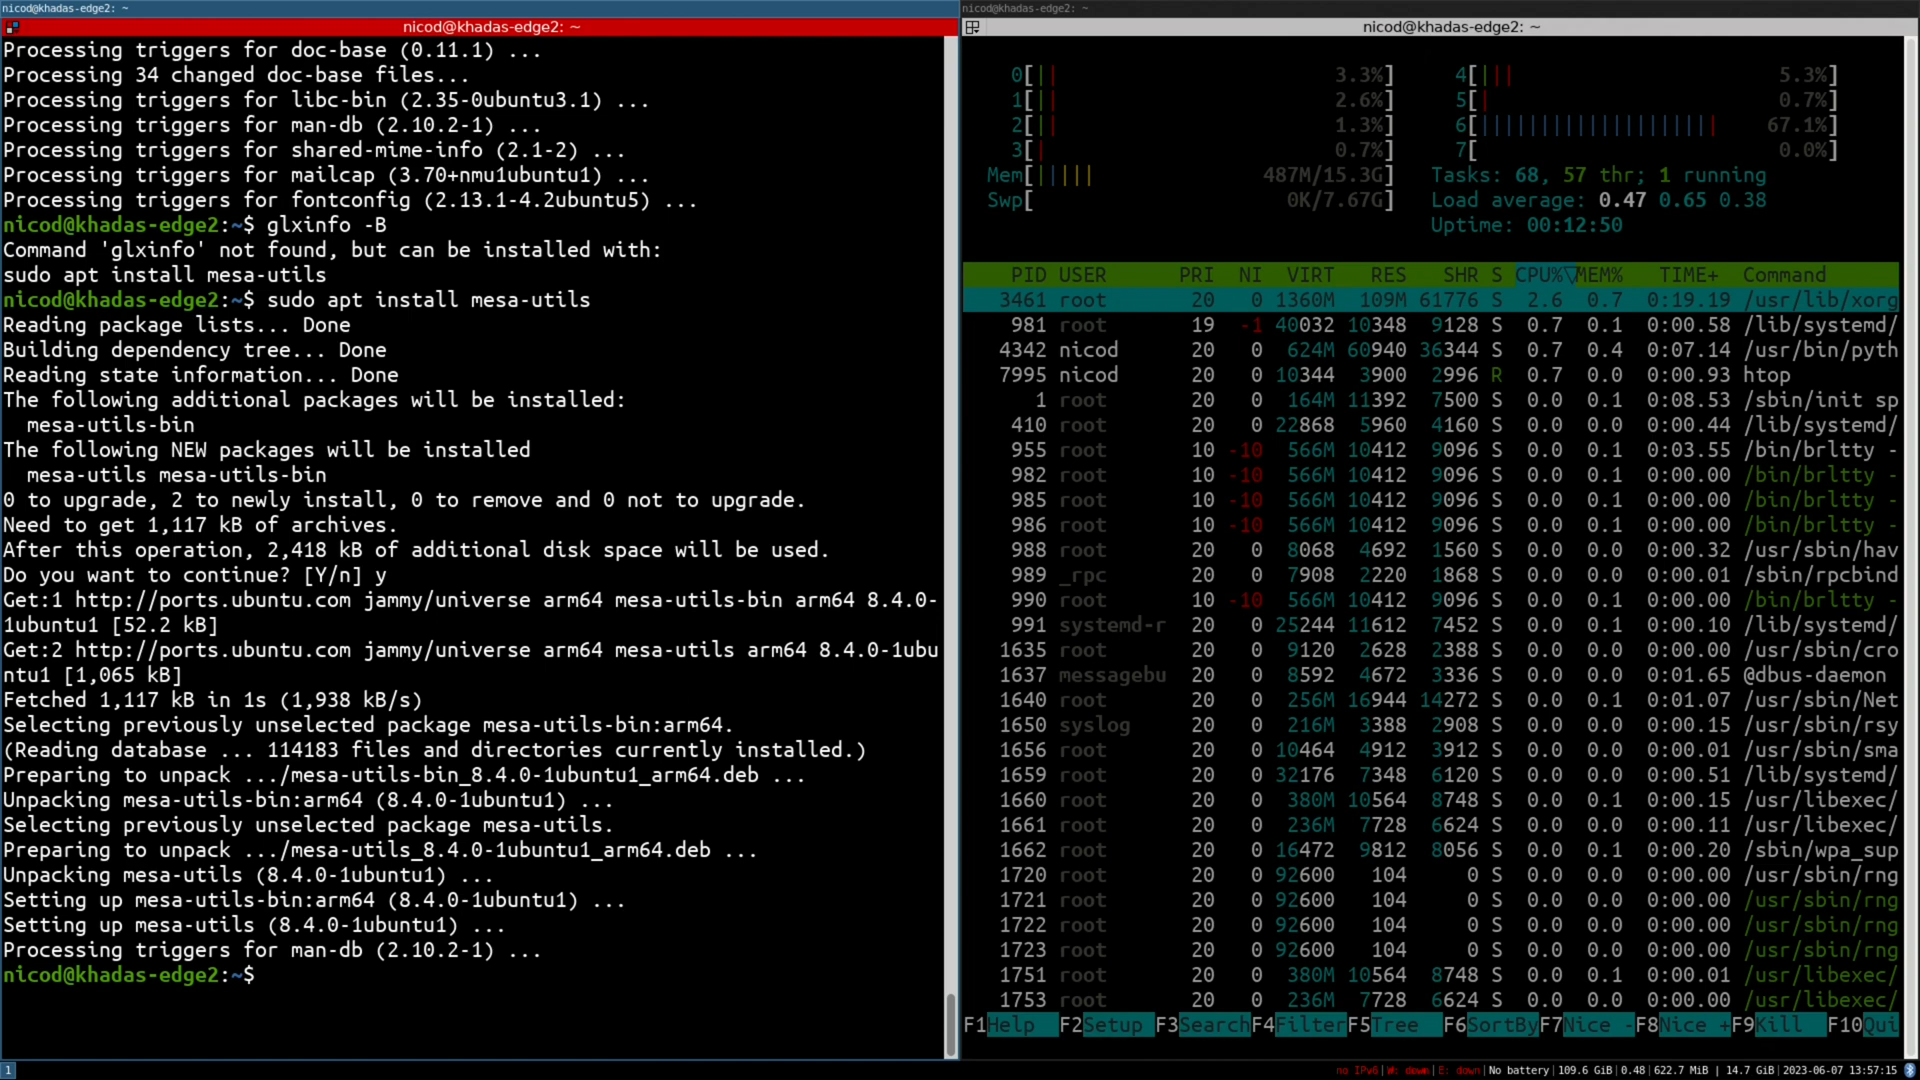 nicod@khadas-edge2: ~
nicod@khadas-edge2: ~
Processing triggers for doc-base (0.11.1) ...
Processing 34 changed doc-base files...
Processing triggers for libc-bin (2.35-0ubuntu3.1) ...
Processing triggers for man-db (2.10.2-1) ...
Processing triggers for shared-mime-info (2.1-2) ...
Processing triggers for mailcap (3.70+nmu1ubuntu1) ...
Processing triggers for fontconfig (2.13.1-4.2ubuntu5) ...
nicod@khadas-edge2:~$ glxinfo -B
Command 'glxinfo' not found, but can be installed with:
sudo apt install mesa-utils
nicod@khadas-edge2:~$ sudo apt install mesa-utils
Reading package lists... Done
Building dependency tree... Done
Reading state information... Done
The following additional packages will be installed:
mesa-utils-bin
The following NEW packages will be installed
mesa-utils mesa-utils-bin
0 to upgrade, 2 to newly install, 0 to remove and 0 not to upgrade.
Need to get 1,117 kB of archives.
After this operation, 2,418 kB of additional disk space will be used.
Do you want to continue? [Y/n] y
Get:1 http://ports.ubuntu.com jammy/universe arm64 mesa-utils-bin arm64 8.4.0-
1ubuntu1 [52.2 kB]
Get:2 http://ports.ubuntu.com jammy/universe arm64 mesa-utils arm64 8.4.0-1ubu
ntu1 [1,065 kB]
Fetched 1,117 kB in 1s (1,938 kB/s)
Selecting previously unselected package mesa-utils-bin:arm64.
(Reading database ... 114183 files and directories currently installed.)
Preparing to unpack .../mesa-utils-bin_8.4.0-1ubuntu1_arm64.deb ...
Unpacking mesa-utils-bin:arm64 (8.4.0-1ubuntu1) ...
Selecting previously unselected package mesa-utils.
Preparing to unpack .../mesa-utils_8.4.0-1ubuntu1_arm64.deb ...
Unpacking mesa-utils (8.4.0-1ubuntu1) ...
Setting up mesa-utils-bin:arm64 (8.4.0-1ubuntu1) ...
Setting up mesa-utils (8.4.0-1ubuntu1) ...
Processing triggers for man-db (2.10.2-1) ...
nicod@khadas-edge2:~$
nicod@khadas-edge2: ~
nicod@khadas-edge2: ~
0[|| 3.3%] 4[||| 5.3%]
1[|| 2.6%] 5[| 0.7%]
2[|| 1.3%] 6[|||||||||||||||||||| 67.1%]
3[| 0.7%] 7[ 0.0%]
Mem[||||| 487M/15.3G] Tasks: 68, 57 thr; 1 running
Swp[ 0K/7.67G] Load average: 0.47 0.65 0.38
Uptime: 00:12:50
PID USER PRI NI VIRT RES SHR S CPU%▽MEM% TIME+ Command
3461 root 20 0 1360M 109M 61776 S 2.6 0.7 0:19.19 /usr/lib/xorg
981 root 19 -1 40032 10348 9128 S 0.7 0.1 0:00.58 /lib/systemd/
4342 nicod 20 0 624M 60940 36344 S 0.7 0.4 0:07.14 /usr/bin/pyth
7995 nicod 20 0 10344 3900 2996 R 0.7 0.0 0:00.93 htop
1 root 20 0 164M 11392 7500 S 0.0 0.1 0:08.53 /sbin/init sp
410 root 20 0 22868 5960 4160 S 0.0 0.0 0:00.44 /lib/systemd/
955 root 10 -10 566M 10412 9096 S 0.0 0.1 0:03.55 /bin/brltty -
982 root 10 -10 566M 10412 9096 S 0.0 0.1 0:00.00 /bin/brltty -
985 root 10 -10 566M 10412 9096 S 0.0 0.1 0:00.00 /bin/brltty -
986 root 10 -10 566M 10412 9096 S 0.0 0.1 0:00.00 /bin/brltty -
988 root 20 0 8068 4692 1560 S 0.0 0.0 0:00.32 /usr/sbin/hav
989 _rpc 20 0 7908 2220 1868 S 0.0 0.0 0:00.01 /sbin/rpcbind
990 root 10 -10 566M 10412 9096 S 0.0 0.1 0:00.00 /bin/brltty -
991 systemd-r 20 0 25244 11612 7452 S 0.0 0.1 0:00.10 /lib/systemd/
1635 root 20 0 9120 2628 2388 S 0.0 0.0 0:00.00 /usr/sbin/cro
1637 messagebu 20 0 8592 4672 3336 S 0.0 0.0 0:01.65 @dbus-daemon
1640 root 20 0 256M 16944 14272 S 0.0 0.1 0:01.07 /usr/sbin/Net
1650 syslog 20 0 216M 3388 2908 S 0.0 0.0 0:00.15 /usr/sbin/rsy
1656 root 20 0 10464 4912 3912 S 0.0 0.0 0:00.01 /usr/sbin/sma
1659 root 20 0 32176 7348 6120 S 0.0 0.0 0:00.51 /lib/systemd/
1660 root 20 0 380M 10564 8748 S 0.0 0.1 0:00.15 /usr/libexec/
1661 root 20 0 236M 7728 6624 S 0.0 0.0 0:00.11 /usr/libexec/
1662 root 20 0 16472 9812 8056 S 0.0 0.1 0:00.20 /sbin/wpa_sup
1720 root 20 0 92600 104 0 S 0.0 0.0 0:00.00 /usr/sbin/rng
1721 root 20 0 92600 104 0 S 0.0 0.0 0:00.00 /usr/sbin/rng
1722 root 20 0 92600 104 0 S 0.0 0.0 0:00.00 /usr/sbin/rng
1723 root 20 0 92600 104 0 S 0.0 0.0 0:00.00 /usr/sbin/rng
1751 root 20 0 380M 10564 8748 S 0.0 0.1 0:00.01 /usr/libexec/
1753 root 20 0 236M 7728 6624 S 0.0 0.0 0:00.00 /usr/libexec/
F1Help F2Setup F3SearchF4FilterF5Tree F6SortByF7Nice -F8Nice +F9Kill F10Qui
1
no IPv6|W: down|E: down|No battery|109.6 GiB|0.48|622.7 MiB | 14.7 GiB|2023-06-07 13:57:15